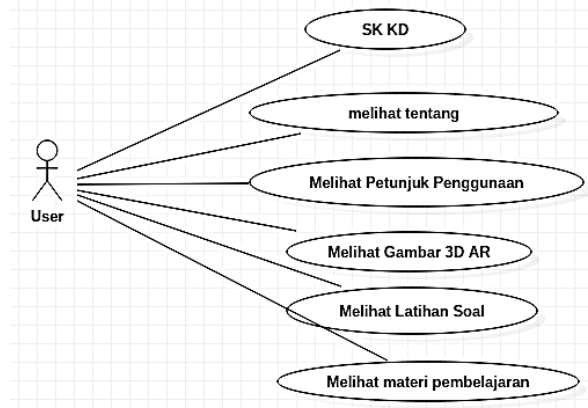 SK KD
melihat tentang
Melihat Petunjuk Penggunaan
User
Melihat Gambar 3D AR
Melihat Latihan Soal
Melihat materi pembelajaran